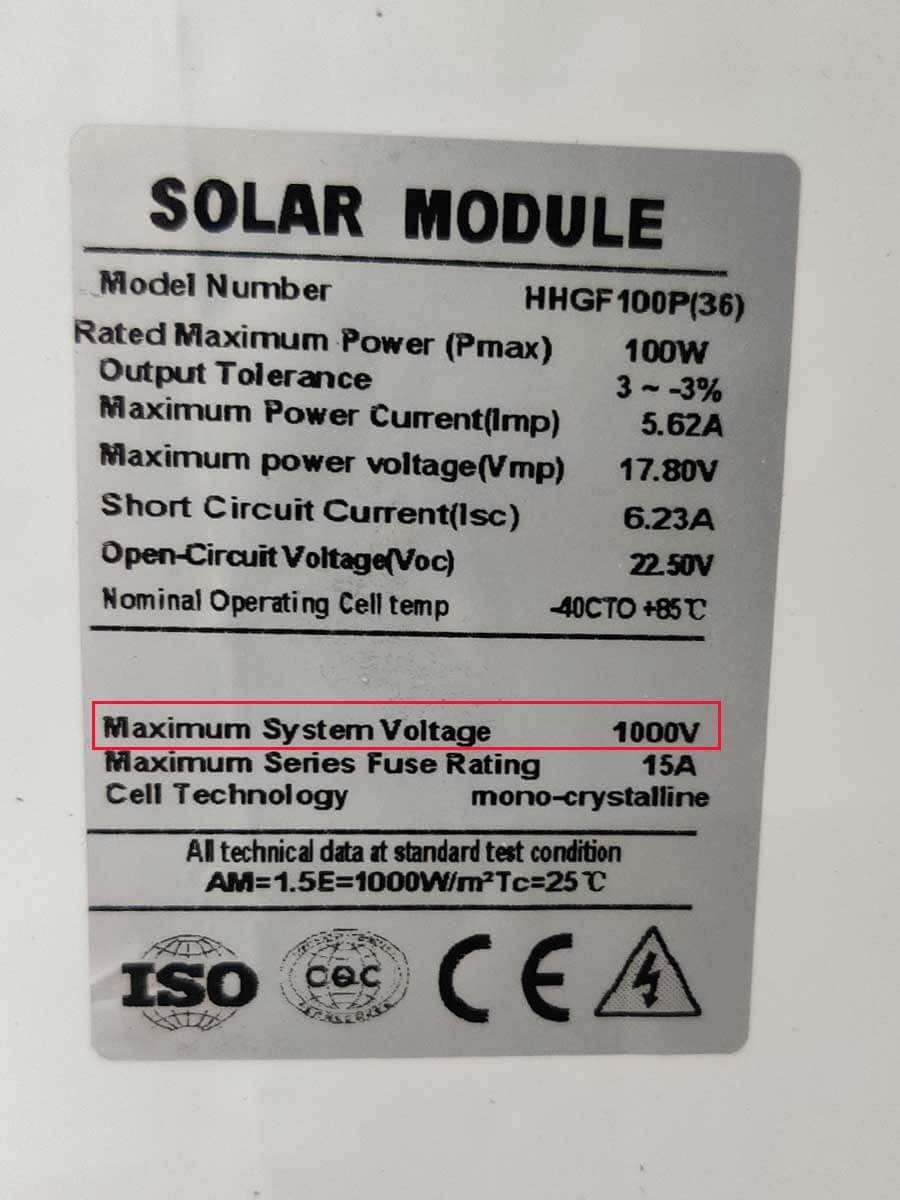 SOLAR MODULE
Model Number HHGF100P(36)
Rated Maximum Power (Pmax) 100W
Output Tolerance 3 ~ -3%
Maximum Power Current(Imp) 5.62A
Maximum power voltage(Vmp) 17.80V
Short Circuit Current(Isc) 6.23A
Open-Circuit Voltage(Voc) 22.50V
Nominal Operating Cell temp -40CTO +85℃
Maximum System Voltage 1000V
Maximum Series Fuse Rating 15A
Cell Technology mono-crystalline
All technical data at standard test condition
AM=1.5E=1000W/m²Tc=25℃
ISO CQC CE